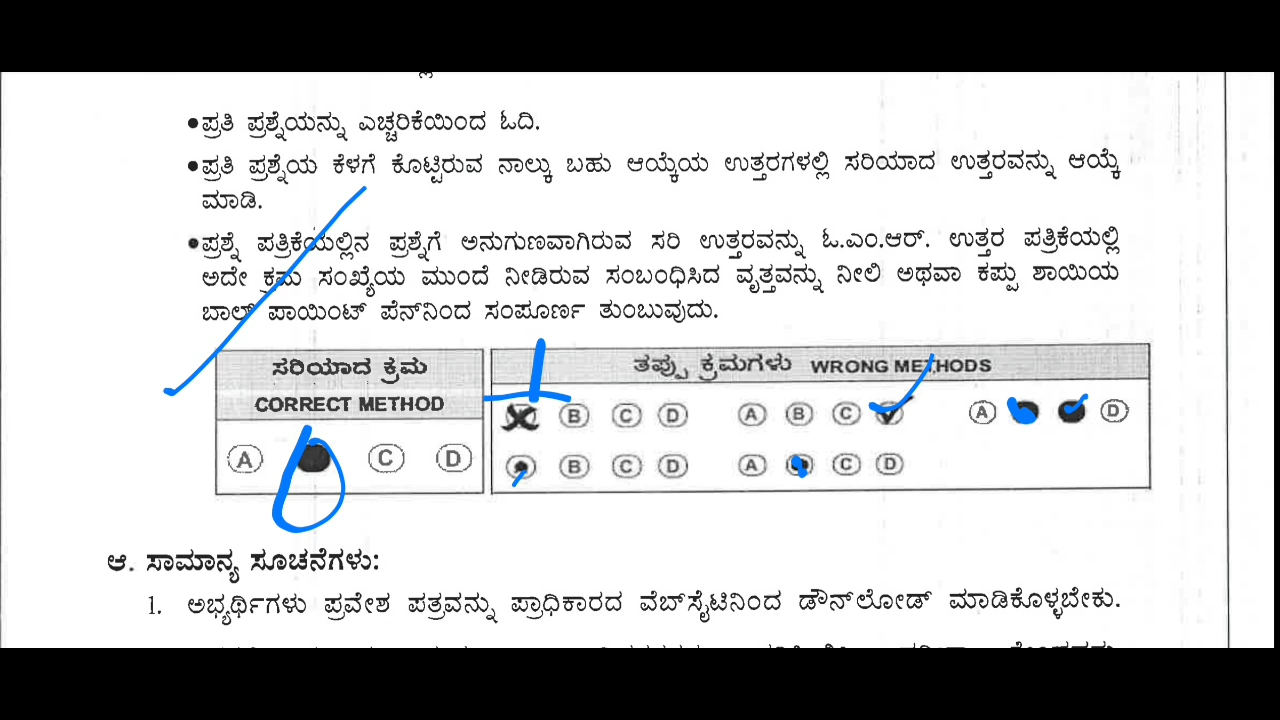 •ಪ್ರತಿ ಪ್ರಶ್ನೆಯನ್ನು ಎಚ್ಚರಿಕೆಯಿಂದ ಓದಿ.
•ಪ್ರತಿ ಪ್ರಶ್ನೆಯ ಕೆಳಗೆ ಕೊಟ್ಟಿರುವ ನಾಲ್ಕು ಬಹು ಆಯ್ಕೆಯ ಉತ್ತರಗಳಲ್ಲಿ ಸರಿಯಾದ ಉತ್ತರವನ್ನು ಆಯ್ಕೆ
ಮಾಡಿ.
•ಪ್ರಶ್ನೆ ಪತ್ರಿಕೆಯಲ್ಲಿನ ಪ್ರಶ್ನೆಗೆ ಅನುಗುಣವಾಗಿರುವ ಸರಿ ಉತ್ತರವನ್ನು ಓ.ಎಂ.ಆರ್. ಉತ್ತರ ಪತ್ರಿಕೆಯಲ್ಲಿ
ಅದೇ ಕ್ರಮ ಸಂಖ್ಯೆಯ ಮುಂದೆ ನೀಡಿರುವ ಸಂಬಂಧಿಸಿದ ವೃತ್ತವನ್ನು ನೀಲಿ ಅಥವಾ ಕಪ್ಪು ಶಾಯಿಯ
ಬಾಲ್ ಪಾಯಿಂಟ್ ಪೆನ್‌ನಿಂದ ಸಂಪೂರ್ಣ ತುಂಬುವುದು.
ಸರಿಯಾದ ಕ್ರಮ
CORRECT METHOD
A C D
ತಪ್ಪು ಕ್ರಮಗಳು WRONG METHODS
B C D A B C A D
B C D A C D
ಆ. ಸಾಮಾನ್ಯ ಸೂಚನೆಗಳು:
1. ಅಭ್ಯರ್ಥಿಗಳು ಪ್ರವೇಶ ಪತ್ರವನ್ನು ಪ್ರಾಧಿಕಾರದ ವೆಬ್‌ಸೈಟಿನಿಂದ ಡೌನ್‌ಲೋಡ್ ಮಾಡಿಕೊಳ್ಳಬೇಕು.